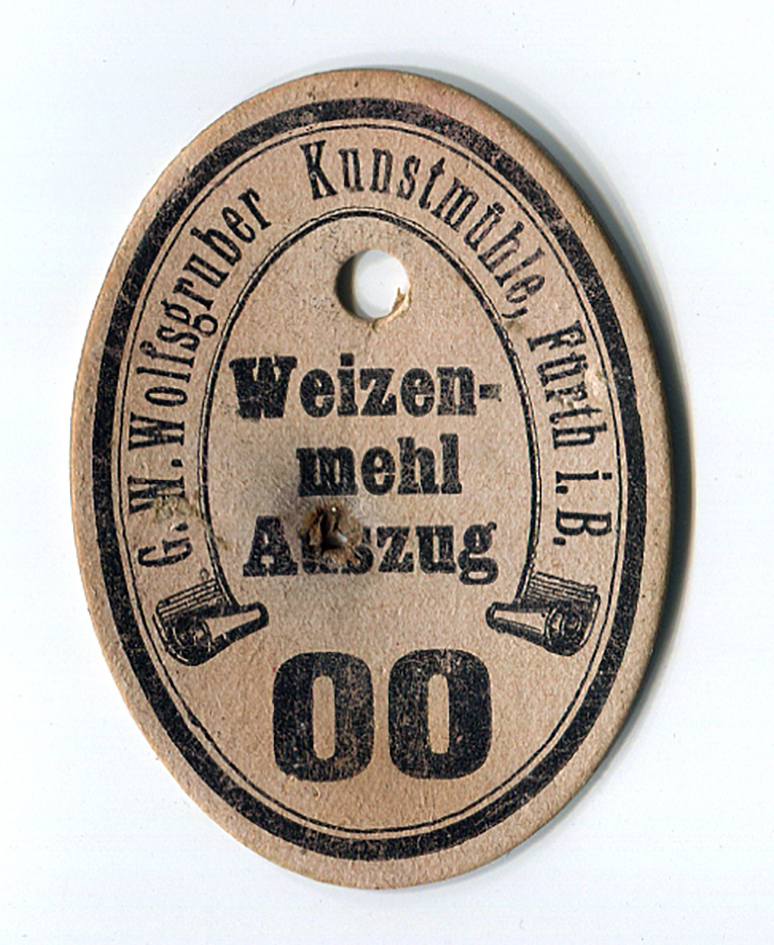 G. W. Wolfsgruber Kunstmühle, Fürth i. B.
Weizen-
mehl
Auszug
00